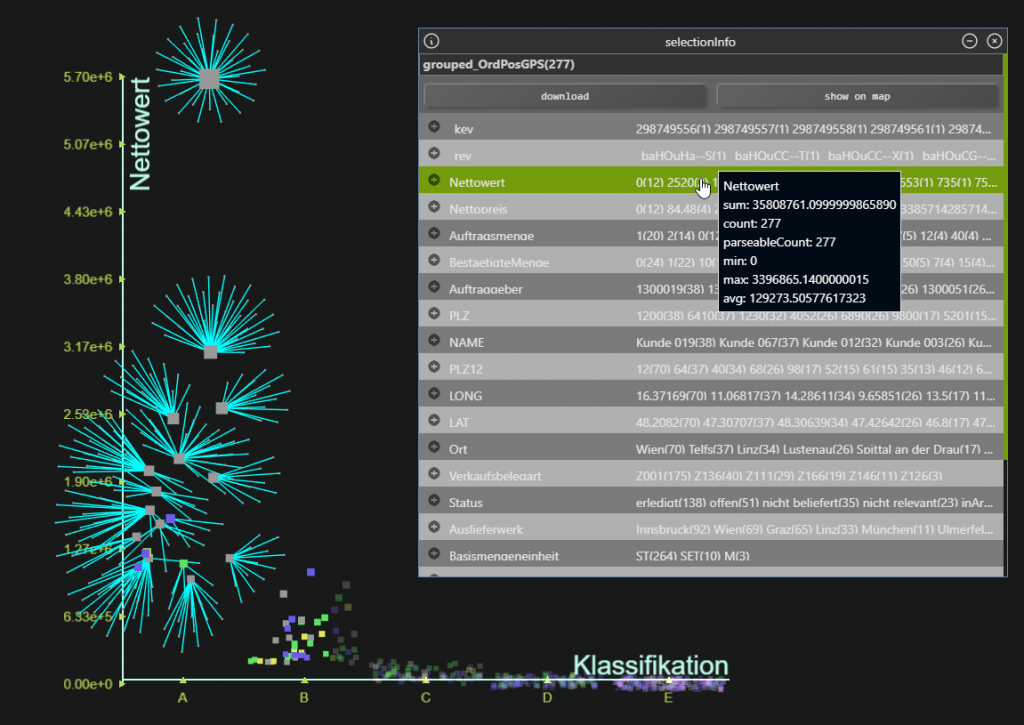 selectionInfo
grouped_OrdPosGPS(277)
download show on map
kev 298749556(1) 298749557(1) 298749558(1) 298749561(1) 29874...
rev baHOuHa--S(1) baHOuCC--T(1) baHOuCC--X(1) baHOuCG--...
Nettowert 0(12) 2520( 553(1) 735(1) 75...
Nettopreis 0(12) 84.48(4) 3385714285714...
Auftragsmenge 1(20) 2(14) 0(1 (5) 12(4) 40(4) ...
BestaetigteMenge 0(24) 1(22) 10( 50(5) 7(4) 15(4)...
Auftraggeber 1300019(38) 13 (26) 1300051(26...
PLZ 1200(38) 6410(37) 1230(32) 4052(26) 6890(26) 9800(17) 5201(15...
NAME Kunde 019(38) Kunde 067(37) Kunde 012(32) Kunde 003(26) Ku...
PLZ12 12(70) 64(37) 40(34) 68(26) 98(17) 52(15) 61(15) 35(13) 46(12) 6...
LONG 16.37169(70) 11.06817(37) 14.28611(34) 9.65851(26) 13.5(17) 11...
LAT 48.2082(70) 47.30707(37) 48.30639(34) 47.42642(26) 46.8(17) 47...
Ort Wien(70) Telfs(37) Linz(34) Lustenau(26) Spittal an der Drau(17) ...
Verkaufsbelegart Z001(175) Z136(40) Z111(29) Z166(19) Z146(11) Z126(3)
Status erledigt(138) offen(51) nicht beliefert(35) nicht relevant(23) inAr...
Auslieferwerk Innsbruck(92) Wien(69) Graz(65) Linz(33) München(11) Ulmerfel...
Basismengeneinheit ST(264) SET(10) M(3)
Nettowert
sum: 35808761.0999999865890
count: 277
parseableCount: 277
min: 0
max: 3396865.1400000015
avg: 129273.50577617323
Nettowert
5.70e+6
5.07e+6
4.43e+6
3.80e+6
3.17e+6
2.53e+6
1.90e+6
1.27e+6
6.33e+5
0.00e+0
Klassifikation
A B C D E